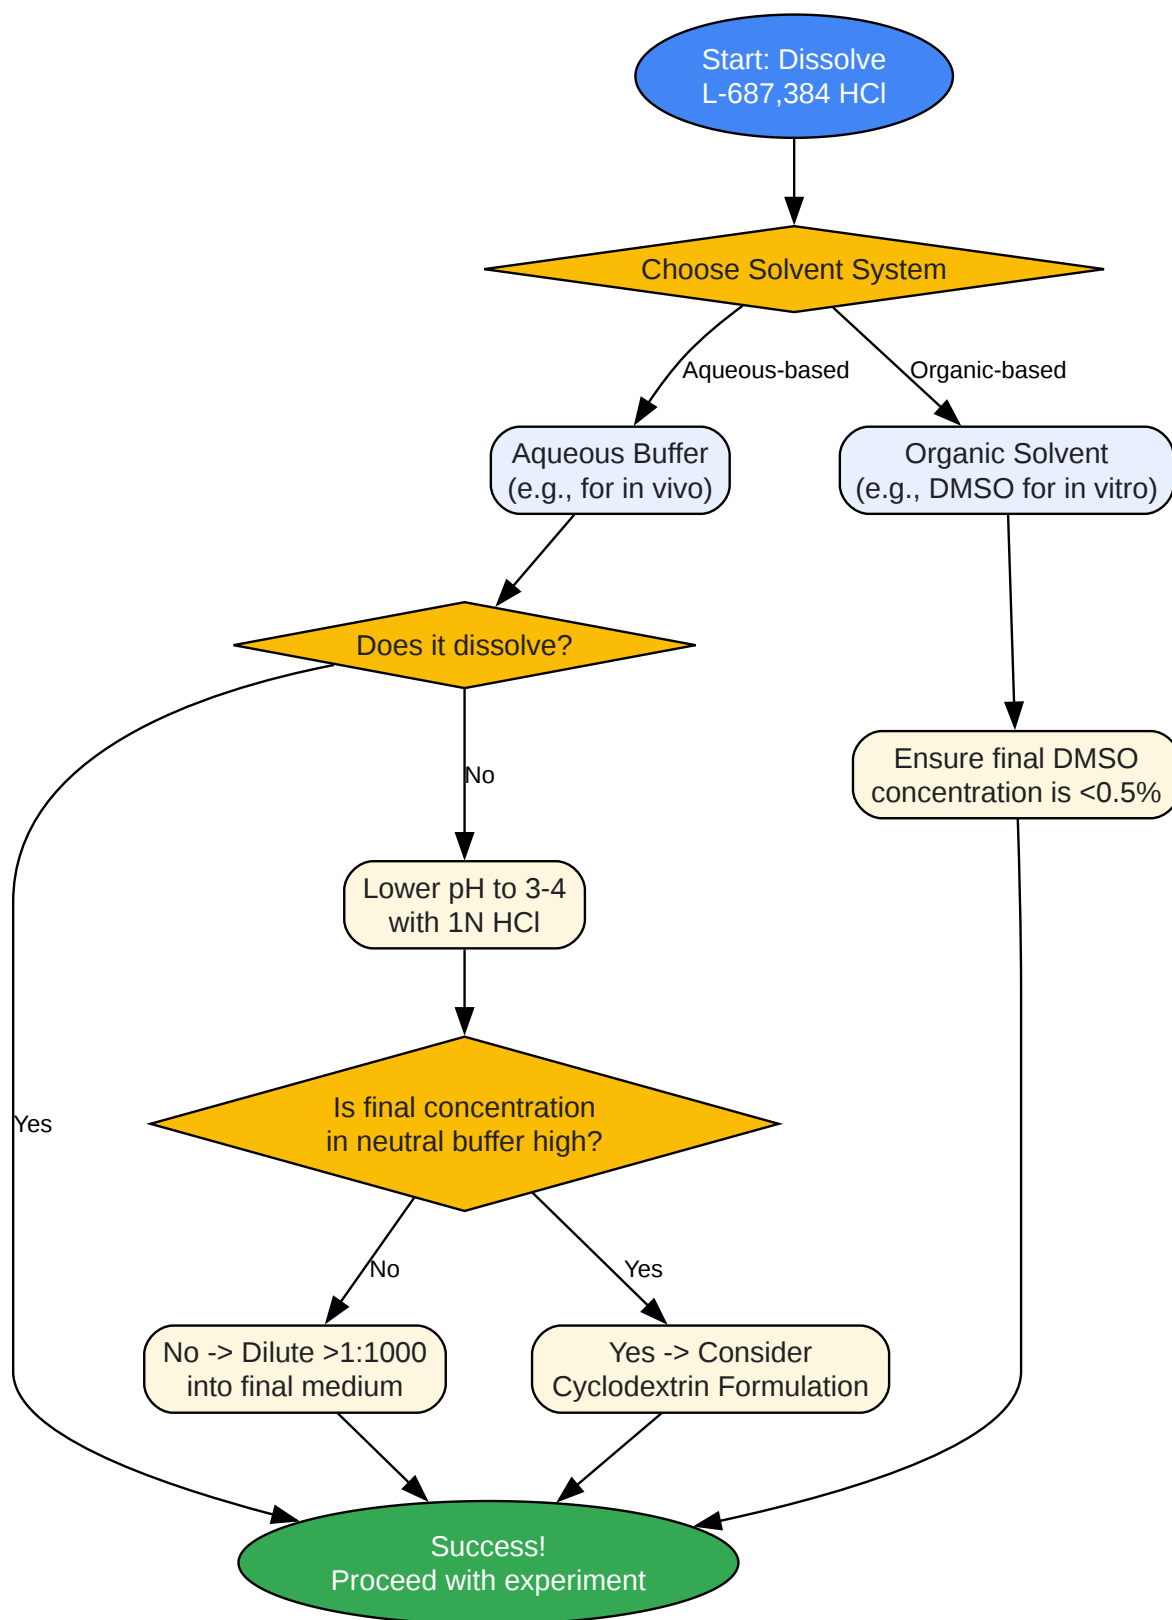 Start: Dissolve
L-687,384 HCl
Choose Solvent System
Aqueous-based
Organic-based
Aqueous Buffer
(e.g., for in vivo)
Organic Solvent
(e.g., DMSO for in vitro)
Does it dissolve?
No
Ensure final DMSO
concentration is <0.5%
Lower pH to 3-4
with 1N HCl
Is final concentration
in neutral buffer high?
Yes
No
Yes
No -> Dilute >1:1000
into final medium
Yes -> Consider
Cyclodextrin Formulation
Success!
Proceed with experiment